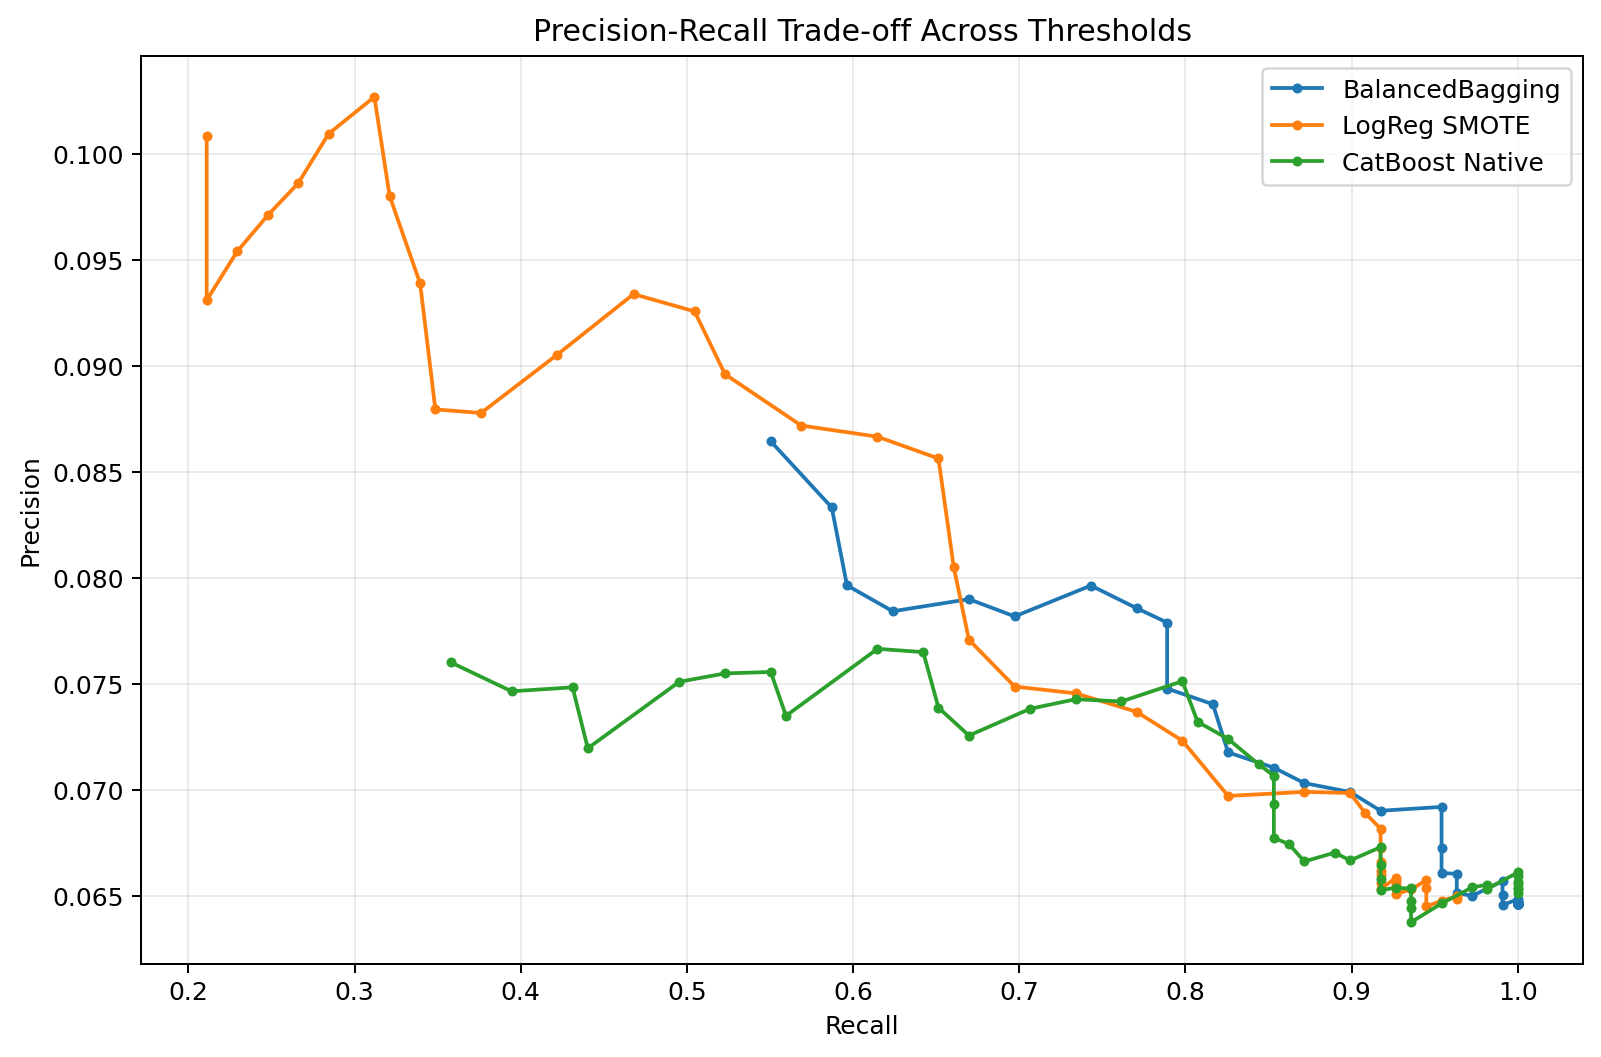 Precision-Recall Trade-off Across Thresholds
BalancedBagging
LogReg SMOTE
CatBoost Native
Precision
0.100
0.095
0.090
0.085
0.080
0.075
0.070
0.065
0.2 0.3 0.4 0.5 0.6 0.7 0.8 0.9 1.0
Recall